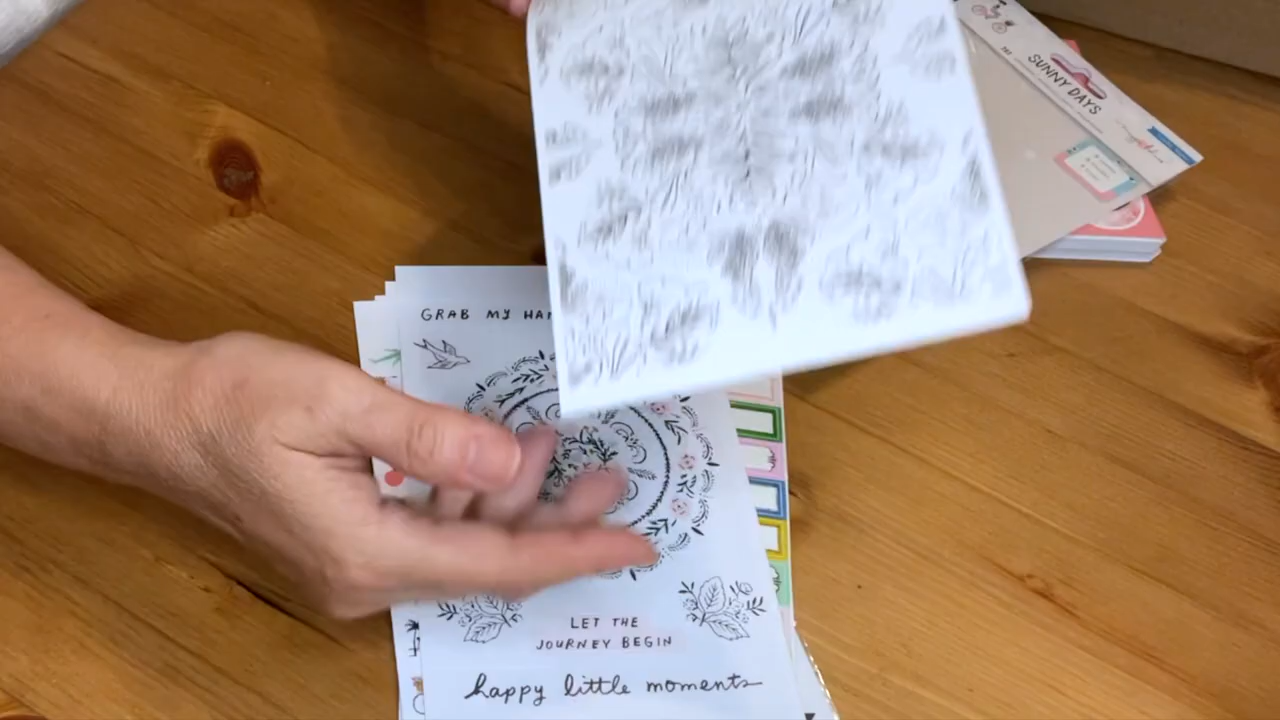 SUNNY DAYS
GRAB MY HA
LET THE
JOURNEY BEGIN
happy little moments